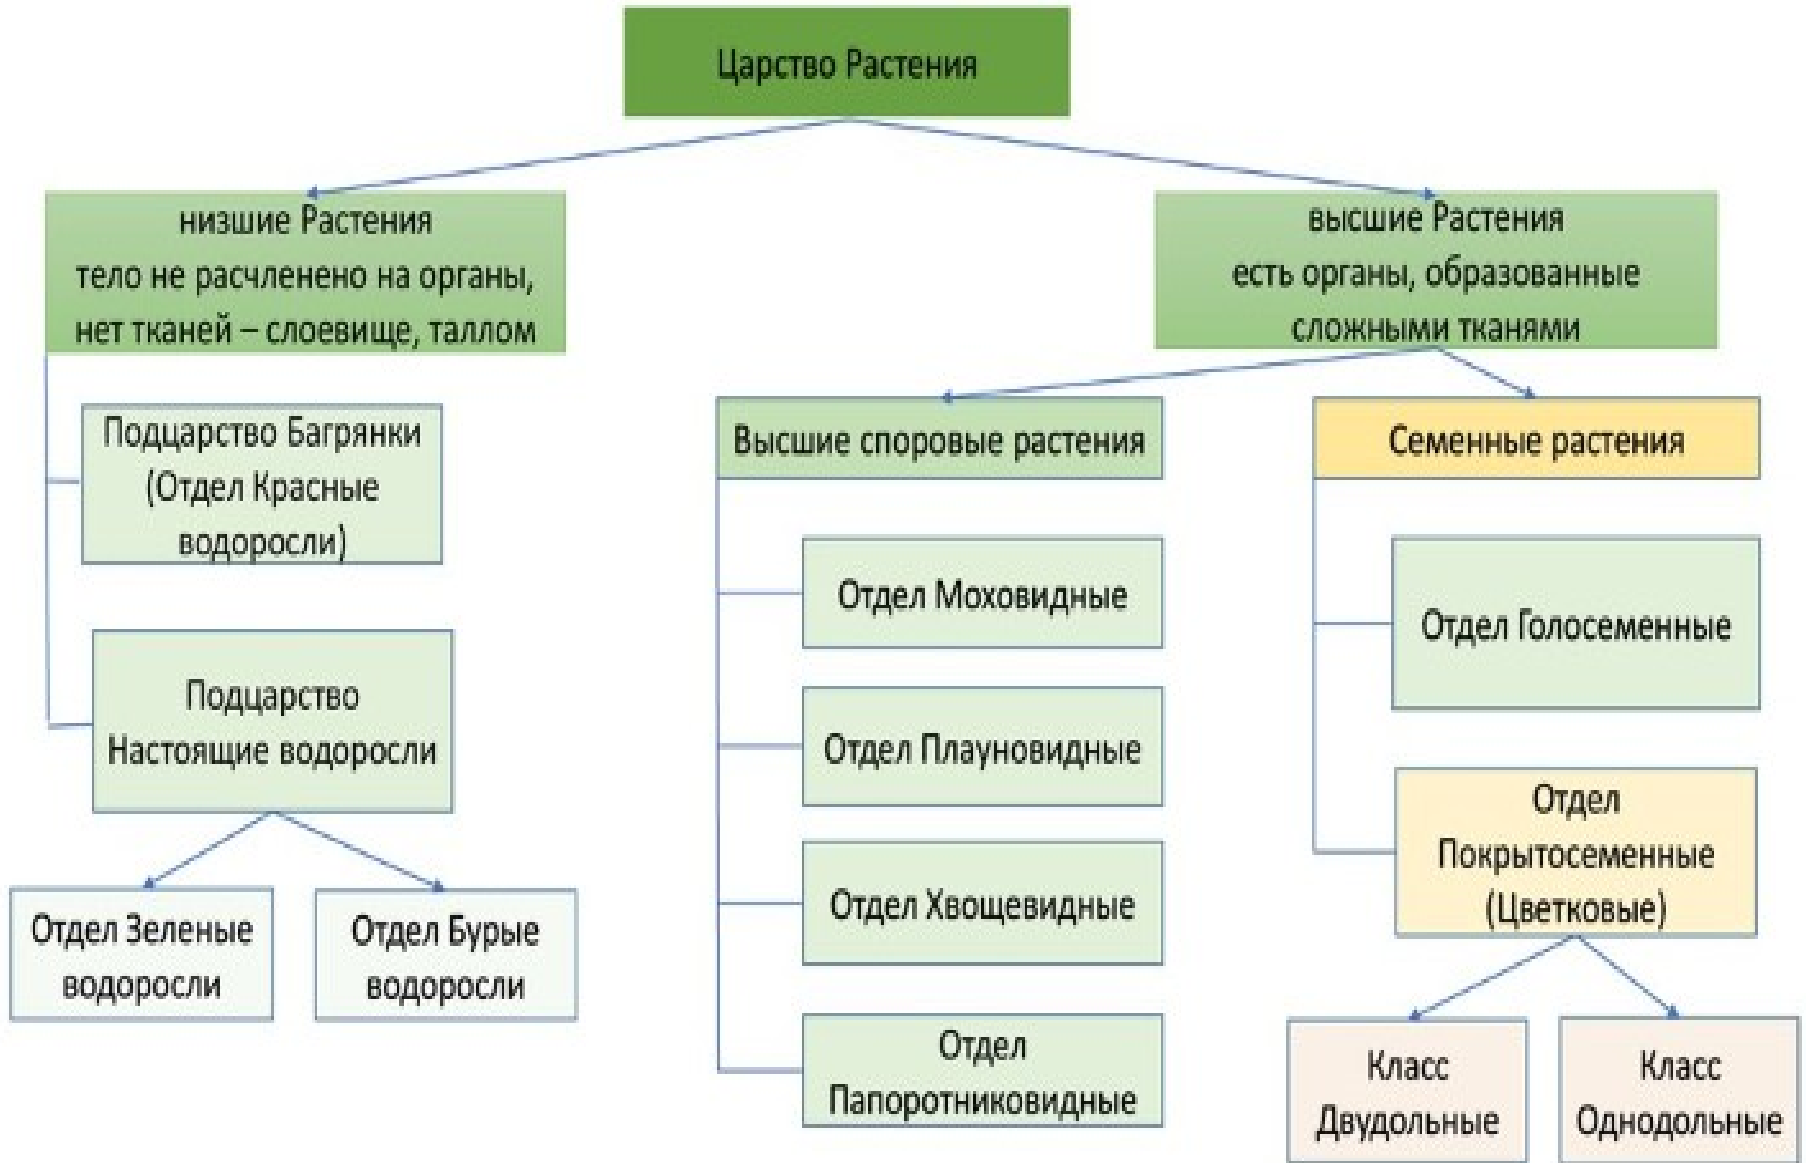 Царство Растения
низшие Растения
тело не расчленено на органы,
нет тканей – слоевище, таллом
высшие Растения
есть органы, образованные
сложными тканями
Подцарство Багрянки
(Отдел Красные
водоросли)
Подцарство
Настоящие водоросли
Отдел Зеленые
водоросли
Отдел Бурые
водоросли
Высшие споровые растения
Отдел Моховидные
Отдел Плауновидные
Отдел Хвощевидные
Отдел
Папоротниковидные
Семенные растения
Отдел Голосеменные
Отдел
Покрытосеменные
(Цветковые)
Класс
Двудольные
Класс
Однодольные